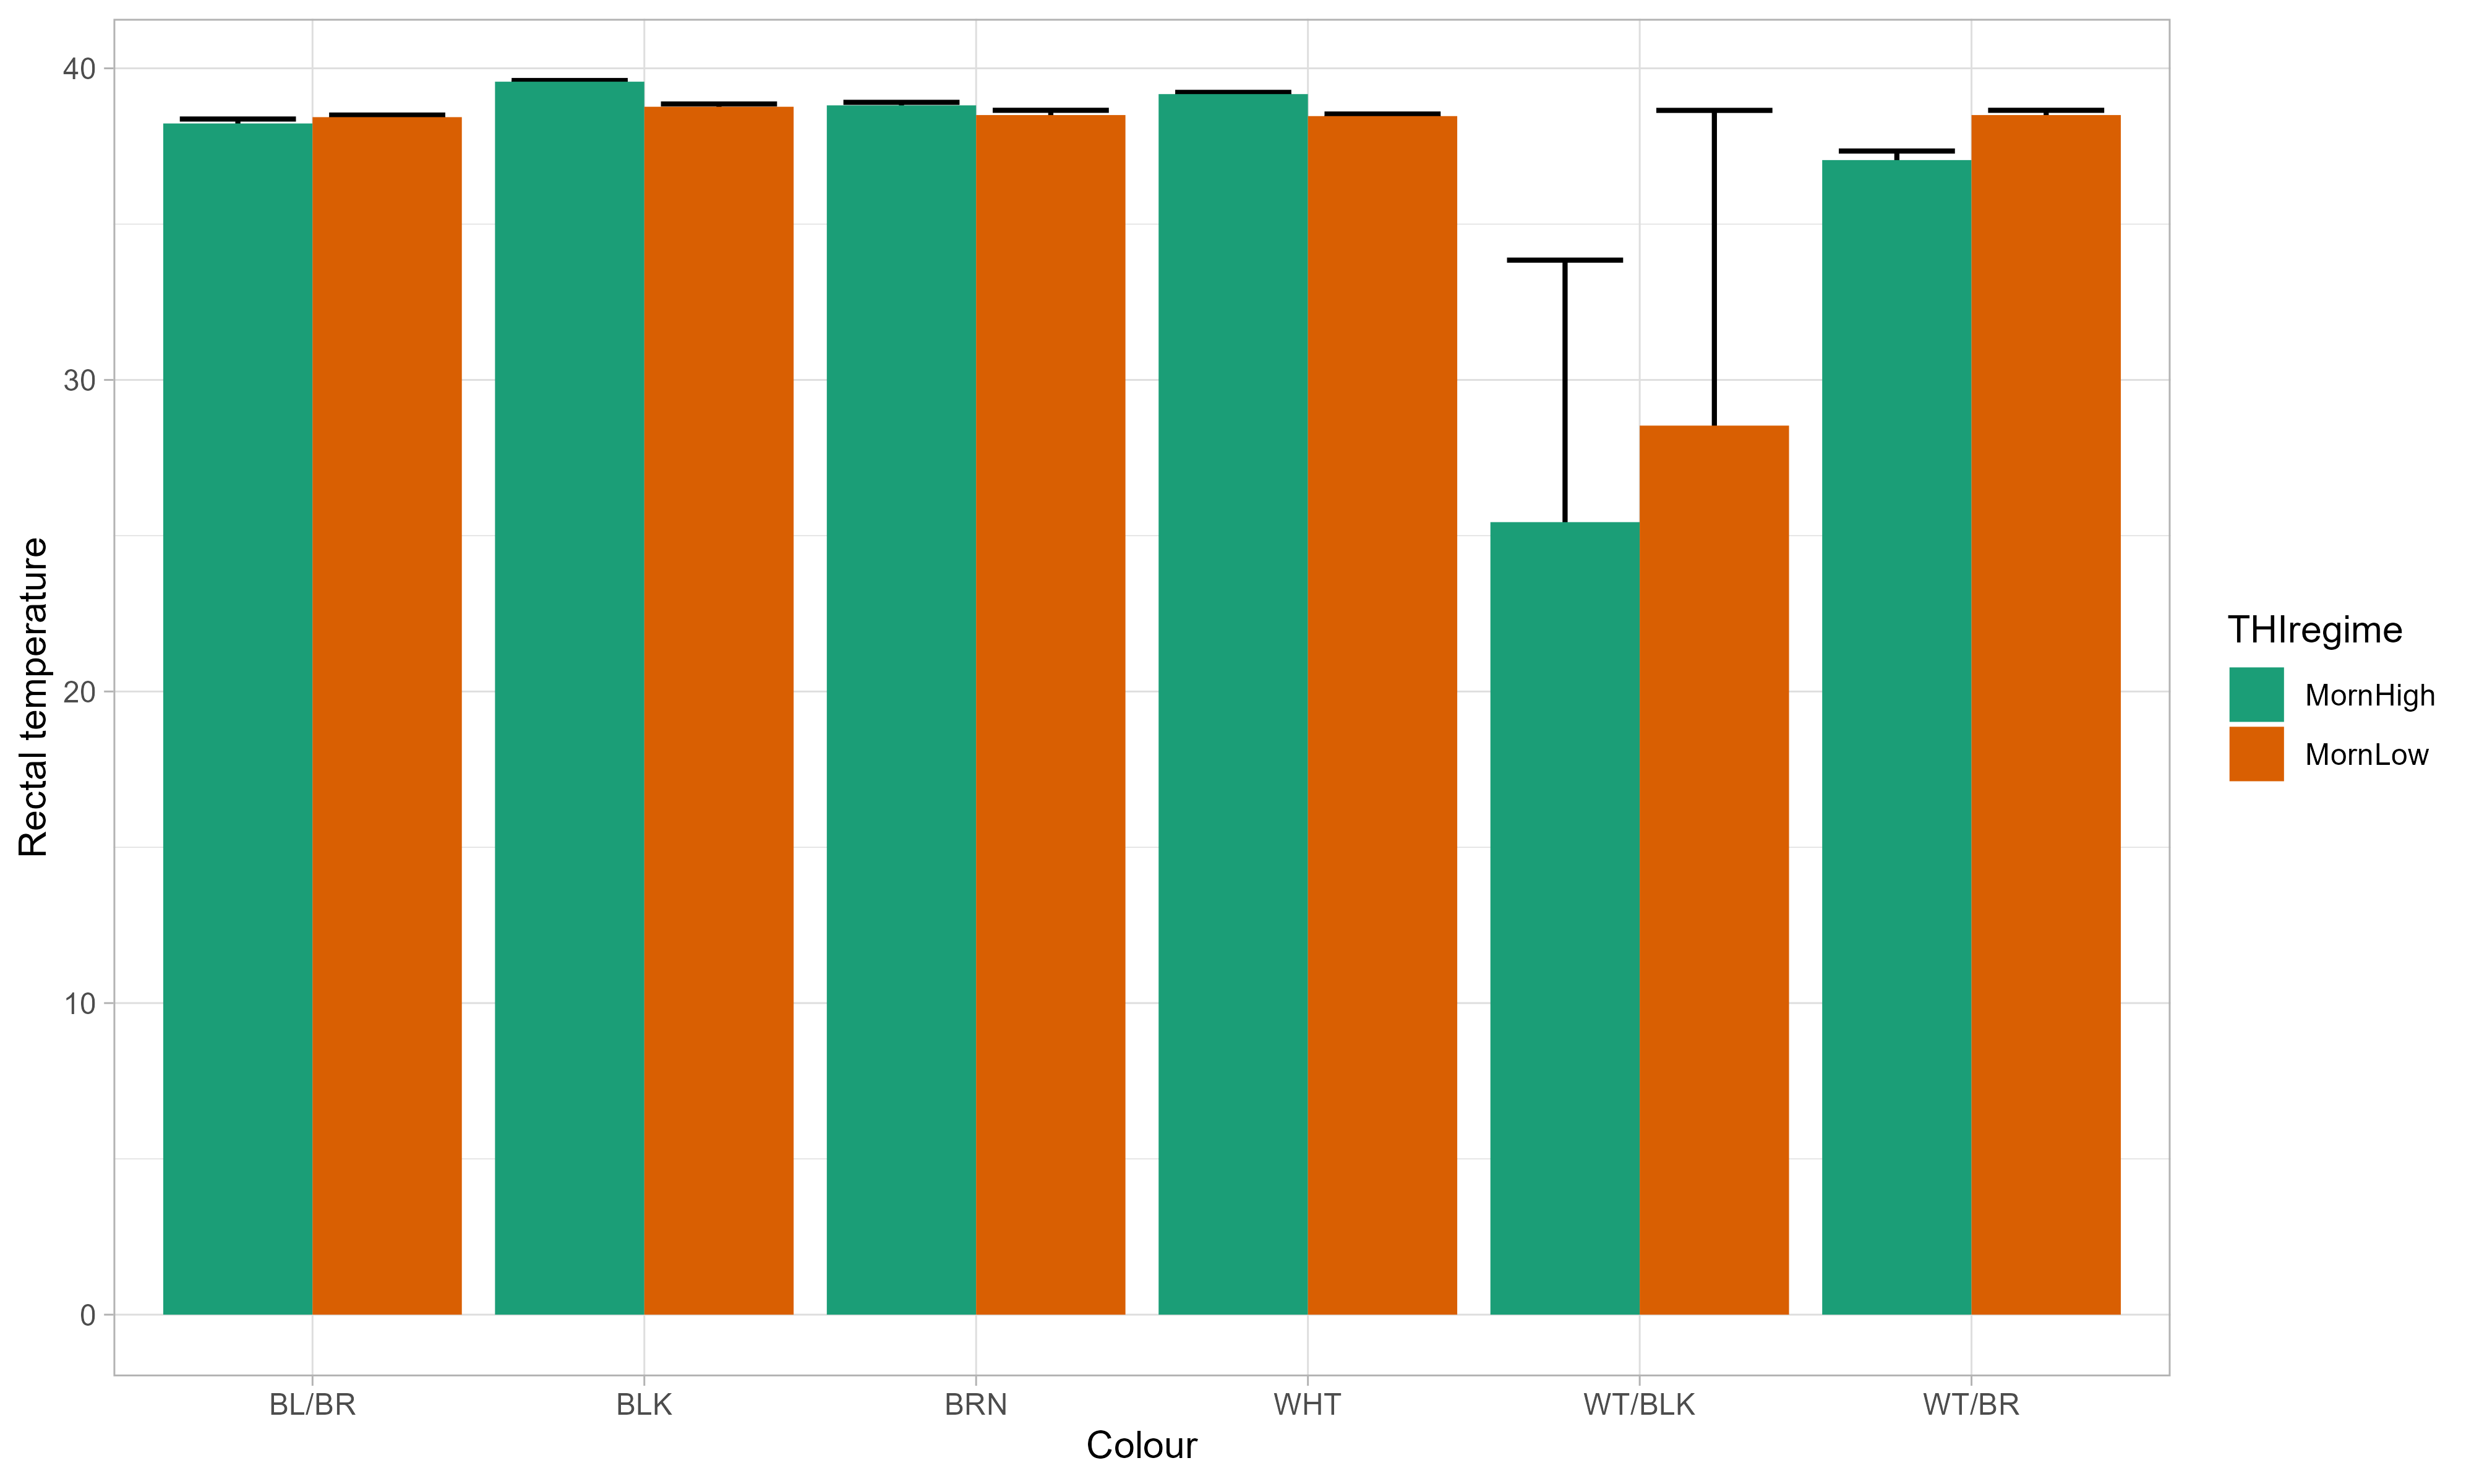 40
30
20
10
0
Rectal temperature
BL/BR
BLK
BRN
WHT
WT/BLK
WT/BR
Colour
THIregime
MornHigh
MornLow